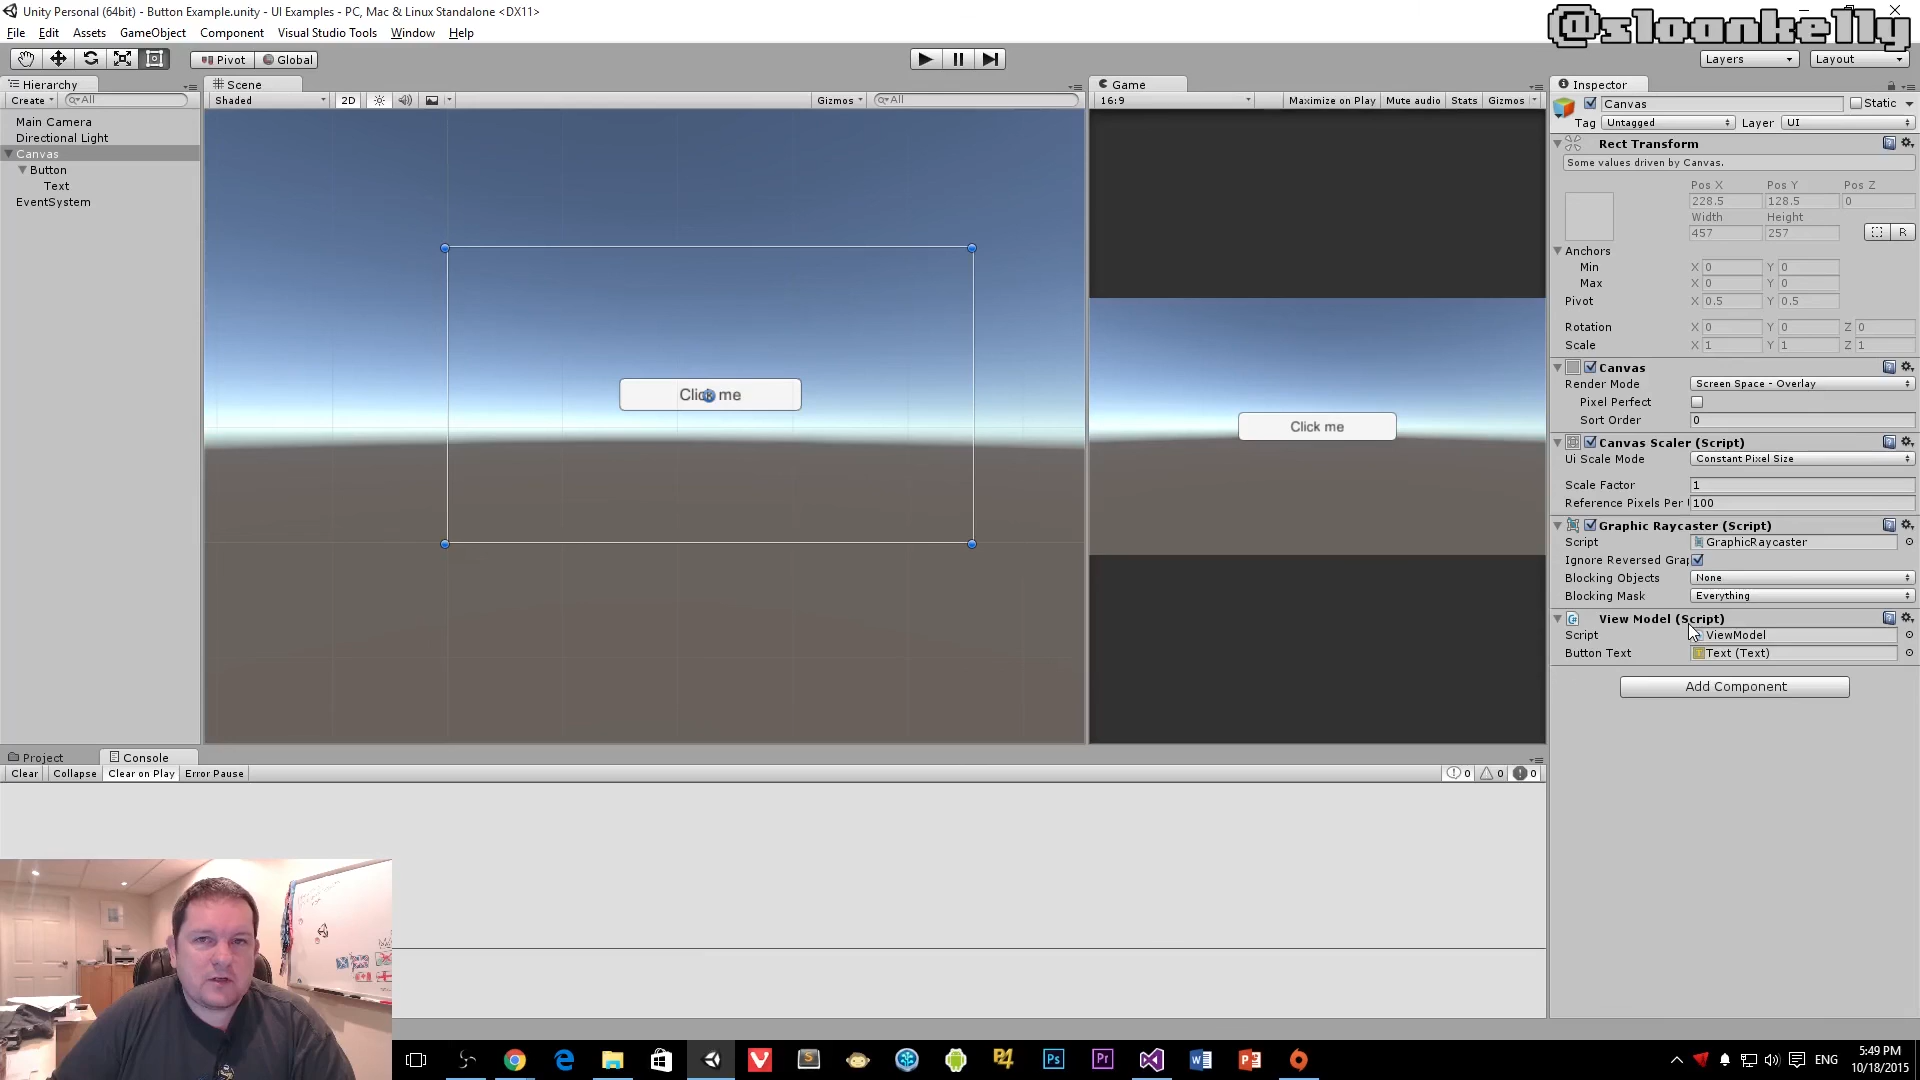 Unity Personal (64bit) - Button Example.unity - UI Examples - PC, Mac & Linux Standalone <DX11>
@sloankelly
File Edit Assets GameObject Component Visual Studio Tools Window Help
Pivot Global
Layers Layout
Hierarchy
Create All
Main Camera
Directional Light
Canvas
Button
Text
EventSystem
Scene
Shaded 2D Gizmos All
Click me
Game
16:9 Maximize on Play Mute audio Stats Gizmos
Click me
Inspector
Canvas Static
Tag Untagged Layer UI
Rect Transform
Some values driven by Canvas.
Pos X Pos Y Pos Z
228.5 128.5 0
Width Height
457 257
R
Anchors
Min X 0 Y 0
Max X 0 Y 0
Pivot X 0.5 Y 0.5
Rotation X 0 Y 0 Z 0
Scale X 1 Y 1 Z 1
Canvas
Render Mode Screen Space - Overlay
Pixel Perfect
Sort Order 0
Canvas Scaler (Script)
Ui Scale Mode Constant Pixel Size
Scale Factor 1
Reference Pixels Per 100
Graphic Raycaster (Script)
Script GraphicRaycaster
Ignore Reversed Gra
Blocking Objects None
Blocking Mask Everything
View Model (Script)
Script ViewModel
Button Text Text (Text)
Add Component
Project Console
Clear Collapse Clear on Play Error Pause 0 0 0
Ps Pr
ENG 5:49 PM
10/18/2015